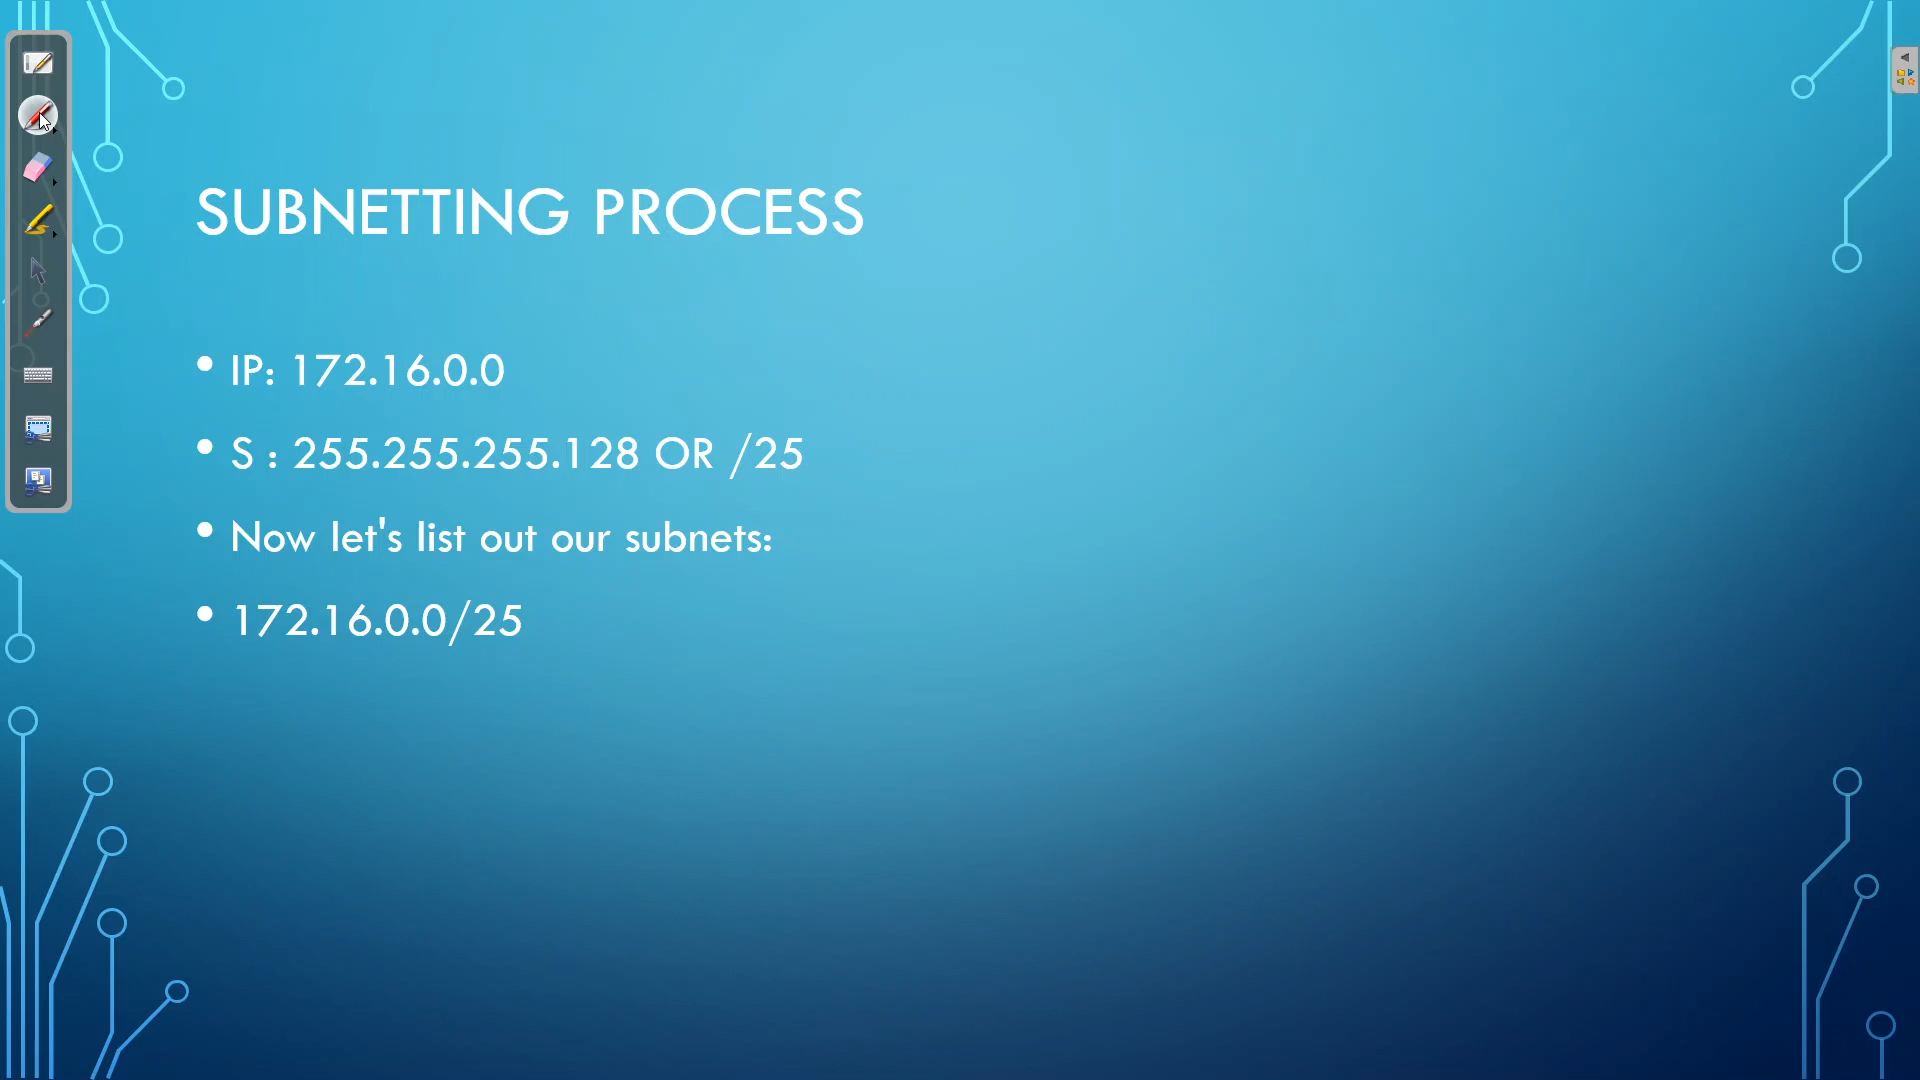 SUBNETTING PROCESS
• IP: 172.16.0.0
• S : 255.255.255.128 OR /25
• Now let's list out our subnets:
• 172.16.0.0/25